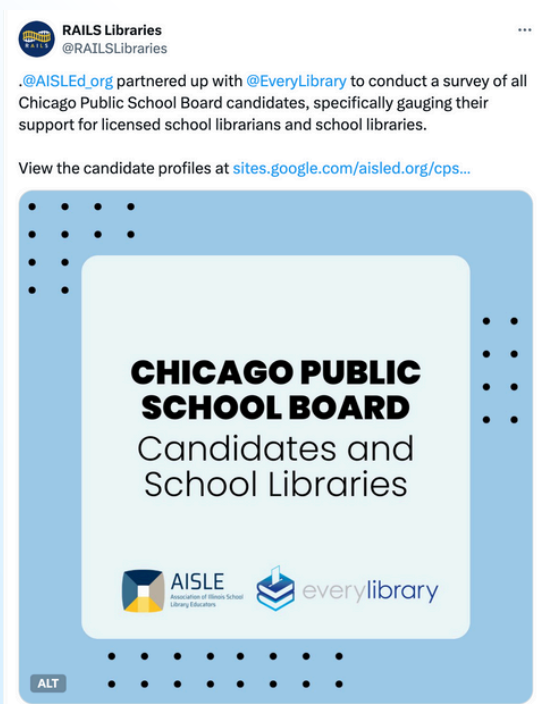 RAILS Libraries
@RAILSLibraries
.@AISLEd_org partnered up with @EveryLibrary to conduct a survey of all
Chicago Public School Board candidates, specifically gauging their
support for licensed school librarians and school libraries.
View the candidate profiles at sites.google.com/aisled.org/cps...
CHICAGO PUBLIC
SCHOOL BOARD
Candidates and
School Libraries
AISLE
Association of Illinois School
Library Educators
everylibrary
ALT